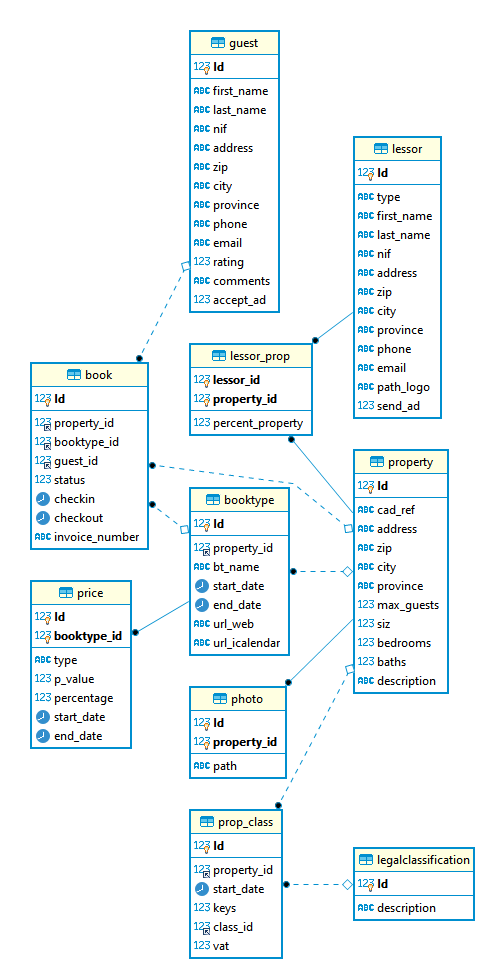 guest
123 Id
ABC first_name
ABC last_name
ABC nif
ABC address
ABC zip
ABC city
ABC province
ABC phone
ABC email
123 rating
ABC comments
123 accept_ad
lessor
123 Id
ABC type
ABC first_name
ABC last_name
ABC nif
ABC address
ABC zip
ABC city
ABC province
ABC phone
ABC email
ABC path_logo
123 send_ad
lessor_prop
123 lessor_id
123 property_id
123 percent_property
book
123 Id
123 property_id
123 booktype_id
123 guest_id
123 status
checkin
checkout
ABC invoice_number
property
123 Id
ABC cad_ref
ABC address
ABC zip
ABC city
ABC province
123 max_guests
123 siz
123 bedrooms
123 baths
ABC description
booktype
123 Id
123 property_id
ABC bt_name
start_date
end_date
ABC url_web
ABC url_icalendar
price
123 Id
123 booktype_id
ABC type
123 p_value
123 percentage
start_date
end_date
photo
123 Id
123 property_id
ABC path
prop_class
123 Id
123 property_id
start_date
123 keys
123 class_id
123 vat
legalclassification
123 Id
ABC description